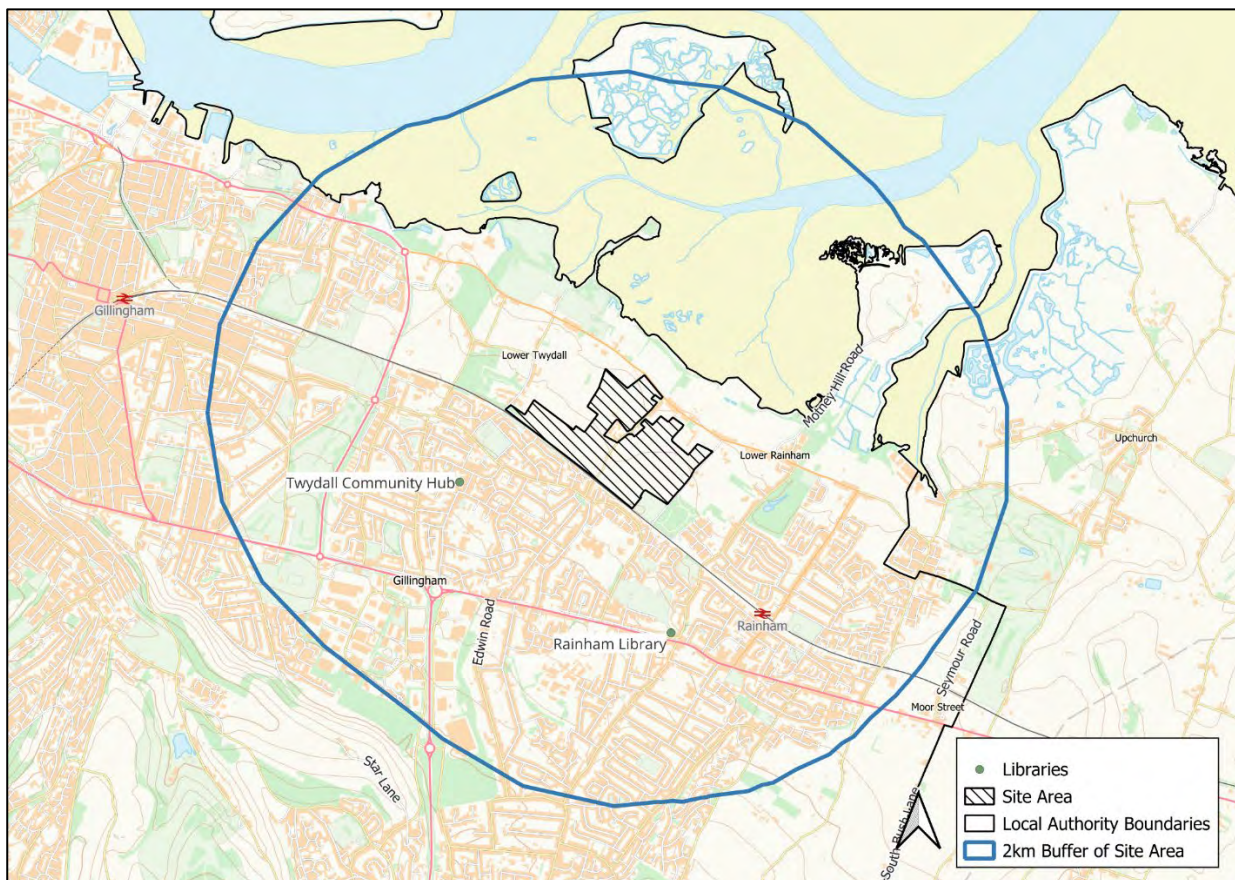 Gillingham
Lower Twydall
Motney Hill Road
Upchurch
Lower Rainham
Twydall Community Hub
Gillingham
Edwin Road
Rainham
Rainham Library
Seymour Road
Moor Street
Star Lane
South Bush Lane
Libraries
Site Area
Local Authority Boundaries
2km Buffer of Site Area